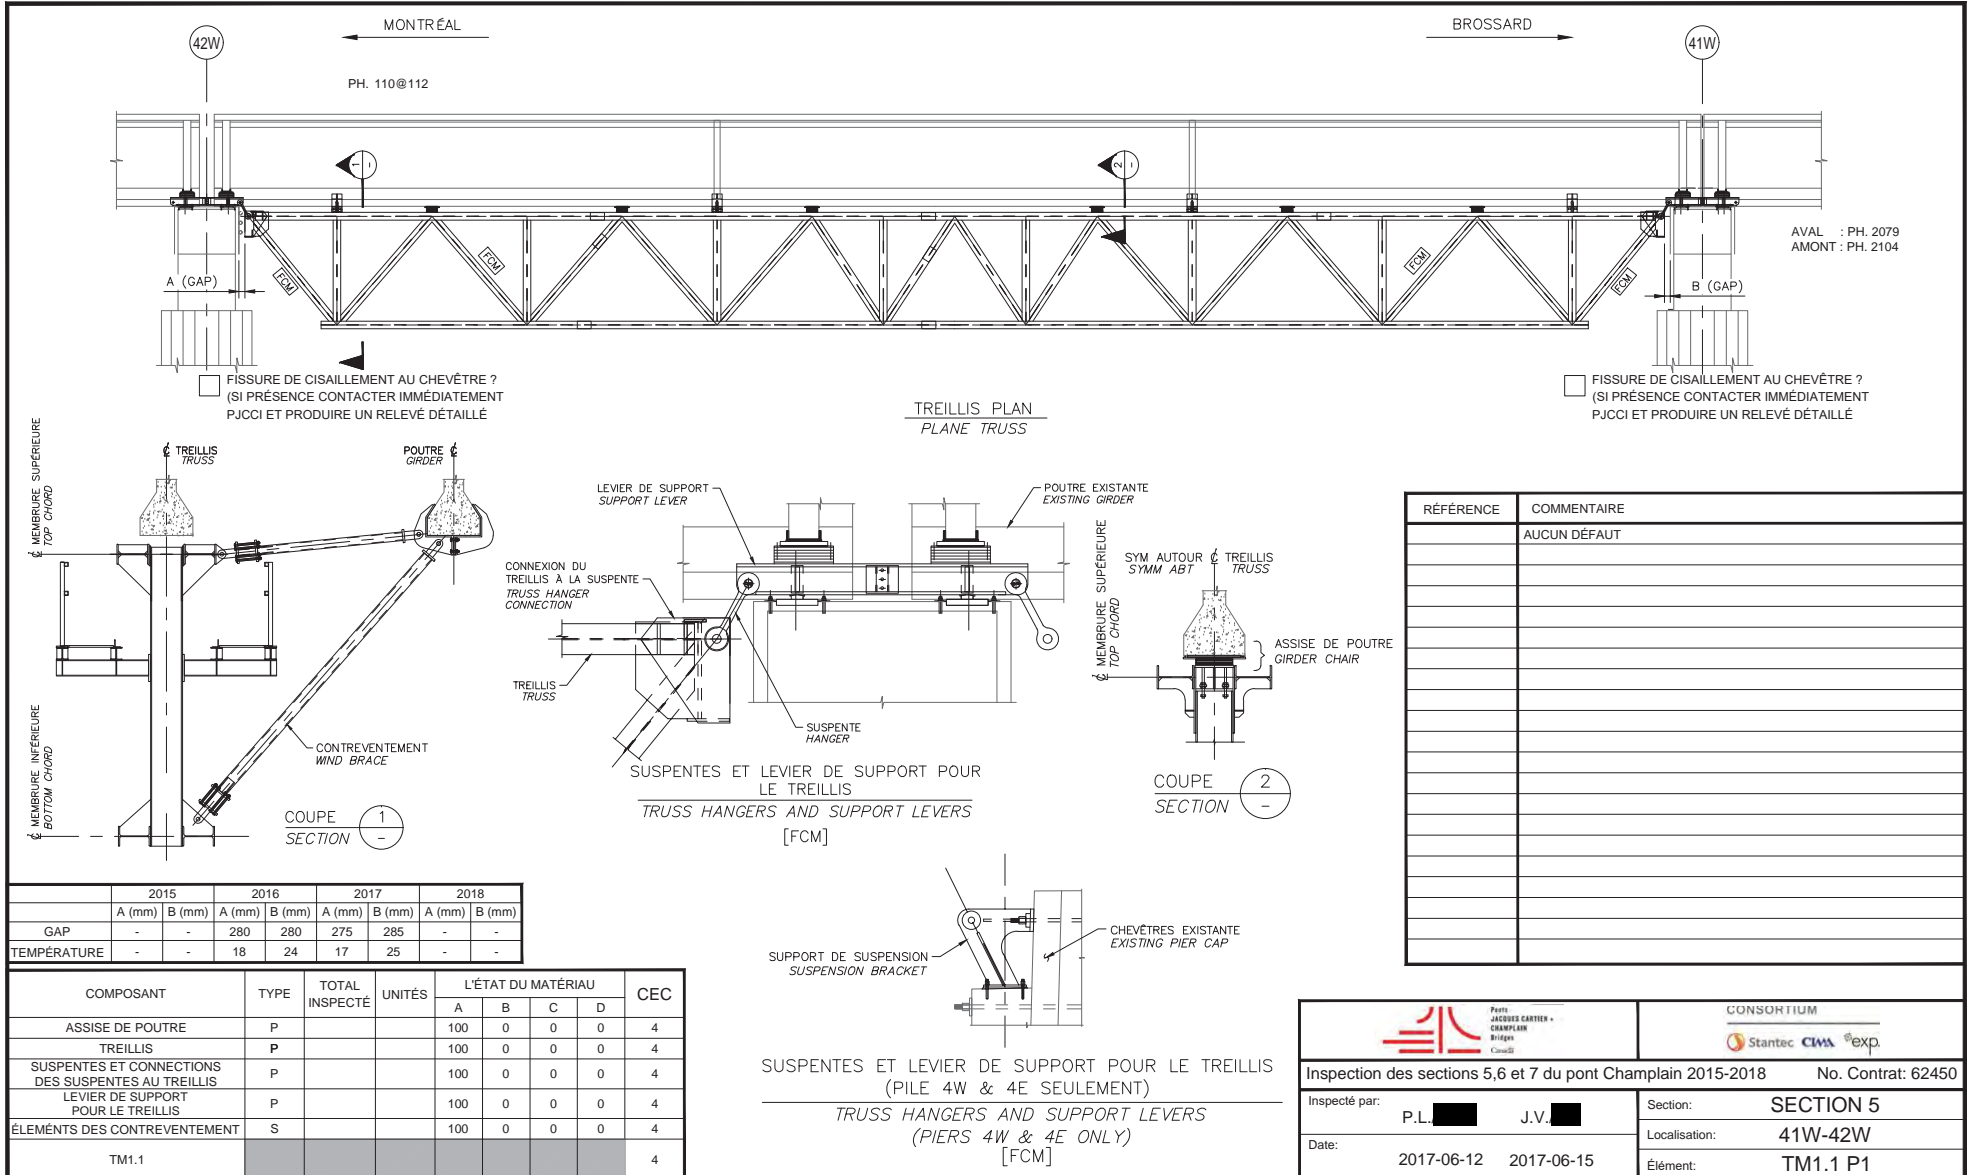 MONTRÉAL
BROSSARD
42W
41W
PH. 110@112
1
-
2
-
AVAL : PH. 2079
AMONT : PH. 2104
FCM
FCM
FCM
FCM
A (GAP)
B (GAP)
FISSURE DE CISAILLEMENT AU CHEVÊTRE ?
(SI PRÉSENCE CONTACTER IMMÉDIATEMENT
PJCCI ET PRODUIRE UN RELEVÉ DÉTAILLÉ
FISSURE DE CISAILLEMENT AU CHEVÊTRE ?
(SI PRÉSENCE CONTACTER IMMÉDIATEMENT
PJCCI ET PRODUIRE UN RELEVÉ DÉTAILLÉ
TREILLIS PLAN
PLANE TRUSS
℄ MEMBRURE SUPÉRIEURE
TOP CHORD
℄ TREILLIS
TRUSS
POUTRE ℄
GIRDER
℄ MEMBRURE INFÉRIEURE
BOTTOM CHORD
CONTREVENTEMENT
WIND BRACE
COUPE 1
SECTION -
LEVIER DE SUPPORT
SUPPORT LEVER
POUTRE EXISTANTE
EXISTING GIRDER
CONNEXION DU
TREILLIS À LA SUSPENTE
TRUSS HANGER
CONNECTION
TREILLIS
TRUSS
SUSPENTE
HANGER
SUSPENTES ET LEVIER DE SUPPORT POUR
LE TREILLIS
TRUSS HANGERS AND SUPPORT LEVERS
[FCM]
℄ MEMBRURE SUPÉRIEURE
TOP CHORD
SYM AUTOUR ℄ TREILLIS
SYMM ABT TRUSS
ASSISE DE POUTRE
GIRDER CHAIR
COUPE 2
SECTION -
RÉFÉRENCE COMMENTAIRE
AUCUN DÉFAUT
2015 2016 2017 2018
A (mm) B (mm) A (mm) B (mm) A (mm) B (mm) A (mm) B (mm)
GAP - - 280 280 275 285 - -
TEMPÉRATURE - - 18 24 17 25 - -
COMPOSANT TYPE TOTAL INSPECTÉ UNITÉS L'ÉTAT DU MATÉRIAU CEC
A B C D
ASSISE DE POUTRE P 100 0 0 0 4
TREILLIS P 100 0 0 0 4
SUSPENTES ET CONNECTIONS
DES SUSPENTES AU TREILLIS P 100 0 0 0 4
LEVIER DE SUPPORT
POUR LE TREILLIS P 100 0 0 0 4
ÉLEMÉNTS DES CONTREVENTEMENT S 100 0 0 0 4
TM1.1 4
SUPPORT DE SUSPENSION
SUSPENSION BRACKET
CHEVÊTRES EXISTANTE
EXISTING PIER CAP
SUSPENTES ET LEVIER DE SUPPORT POUR LE TREILLIS
(PILE 4W & 4E SEULEMENT)
TRUSS HANGERS AND SUPPORT LEVERS
(PIERS 4W & 4E ONLY)
[FCM]
Ponts
JACQUES CARTIER +
CHAMPLAIN
Bridges
Canada
CONSORTIUM
Stantec CIMA exp.
Inspection des sections 5,6 et 7 du pont Champlain 2015-2018 No. Contrat: 62450
Inspecté par: P.L. J.V.
Date: 2017-06-12 2017-06-15
Section: SECTION 5
Localisation: 41W-42W
Élément: TM1.1 P1